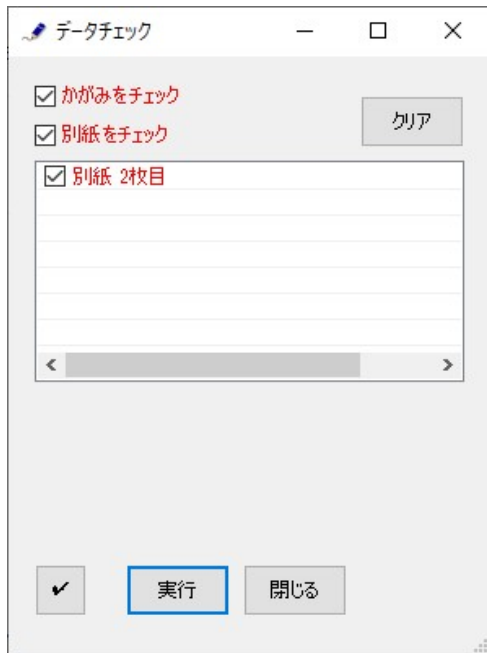 データチェック
かがみをチェック
別紙をチェック
クリア
別紙 2枚目
実行
閉じる